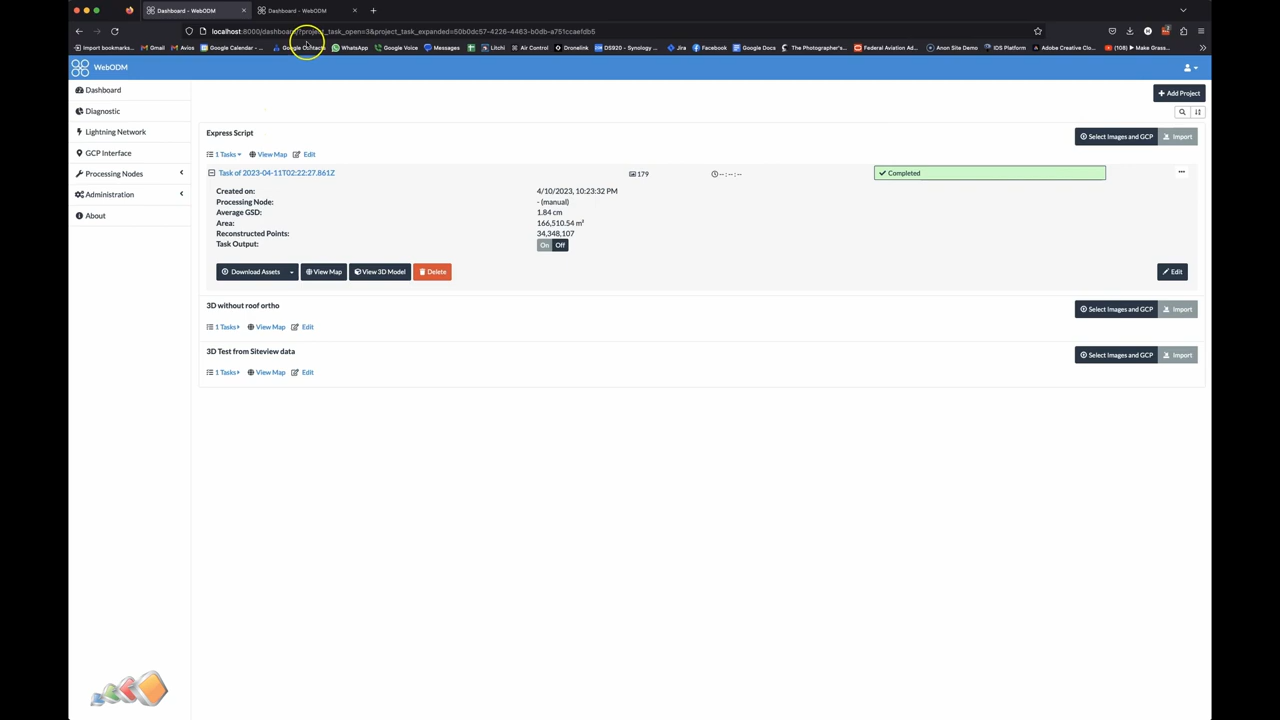 Dashboard - WebODM
Dashboard - WebODM
localhost:8000/dashboard/?project_task_open=3&project_task_expanded=50b0dc57-4226-4463-b0db-a751ccaefdb5
Import bookmarks... Gmail Avios Google Calendar - ... Google Contacts WhatsApp Google Voice Messages Litchi Air Control Dronelink DS920 - Synology ... Jira Facebook Google Docs The Photographer's... Federal Aviation Ad... Anon Site Demo iOS Platform Adobe Creative Clou... (108) ► Make Grass...
WebODM
Dashboard
Diagnostic
Lightning Network
GCP Interface
Processing Nodes
Administration
About
Add Project
Express Script
Select Images and GCP Import
1 Tasks View Map Edit
Task of 2023-04-11T02:22:27.861Z 179 --:--:-- Completed
Created on: 4/10/2023, 10:23:32 PM
Processing Node: - (manual)
Average GSD: 1.84 cm
Area: 166,510.54 m²
Reconstructed Points: 34,348,107
Task Output: On Off
Download Assets View Map View 3D Model Delete Edit
3D without roof ortho
Select Images and GCP Import
1 Tasks View Map Edit
3D Test from Siteview data
Select Images and GCP Import
1 Tasks View Map Edit